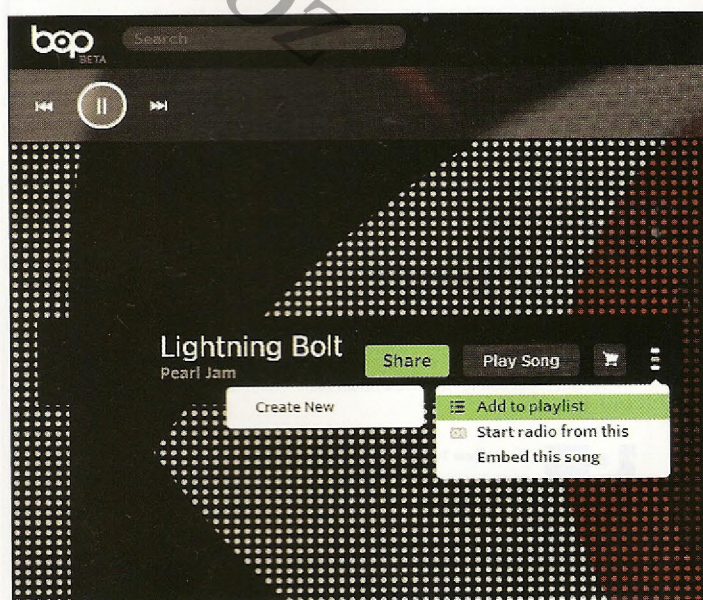 bop
BETA
Search
Lightning Bolt
Pearl Jam
Share
Play Song
Create New
Add to playlist
Start radio from this
Embed this song